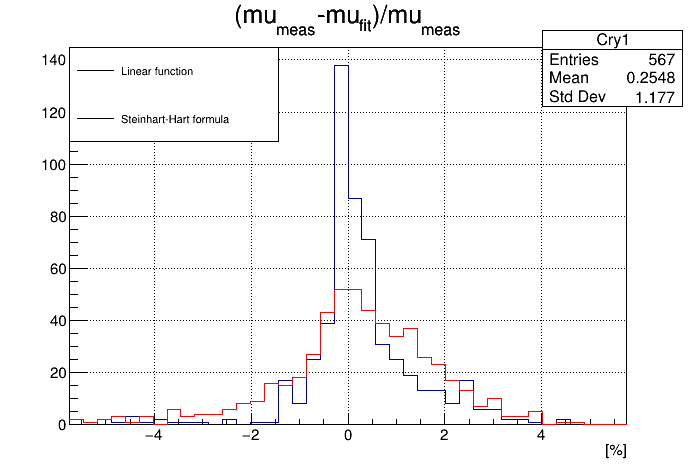 (mu_meas-mu_fit)/mu_meas
Cry1
Entries 567
Mean 0.2548
Std Dev 1.177
Linear function
Steinhart-Hart formula
140
120
100
80
60
40
20
0
−4 −2 0 2 4
[%]